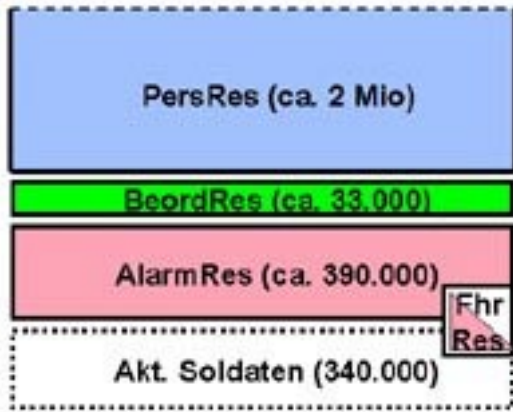 PersRes (ca. 2 Mio)
BeordRes (ca. 33.000)
AlarmRes (ca. 390.000)
Fhr
Res
Akt. Soldaten (340.000)